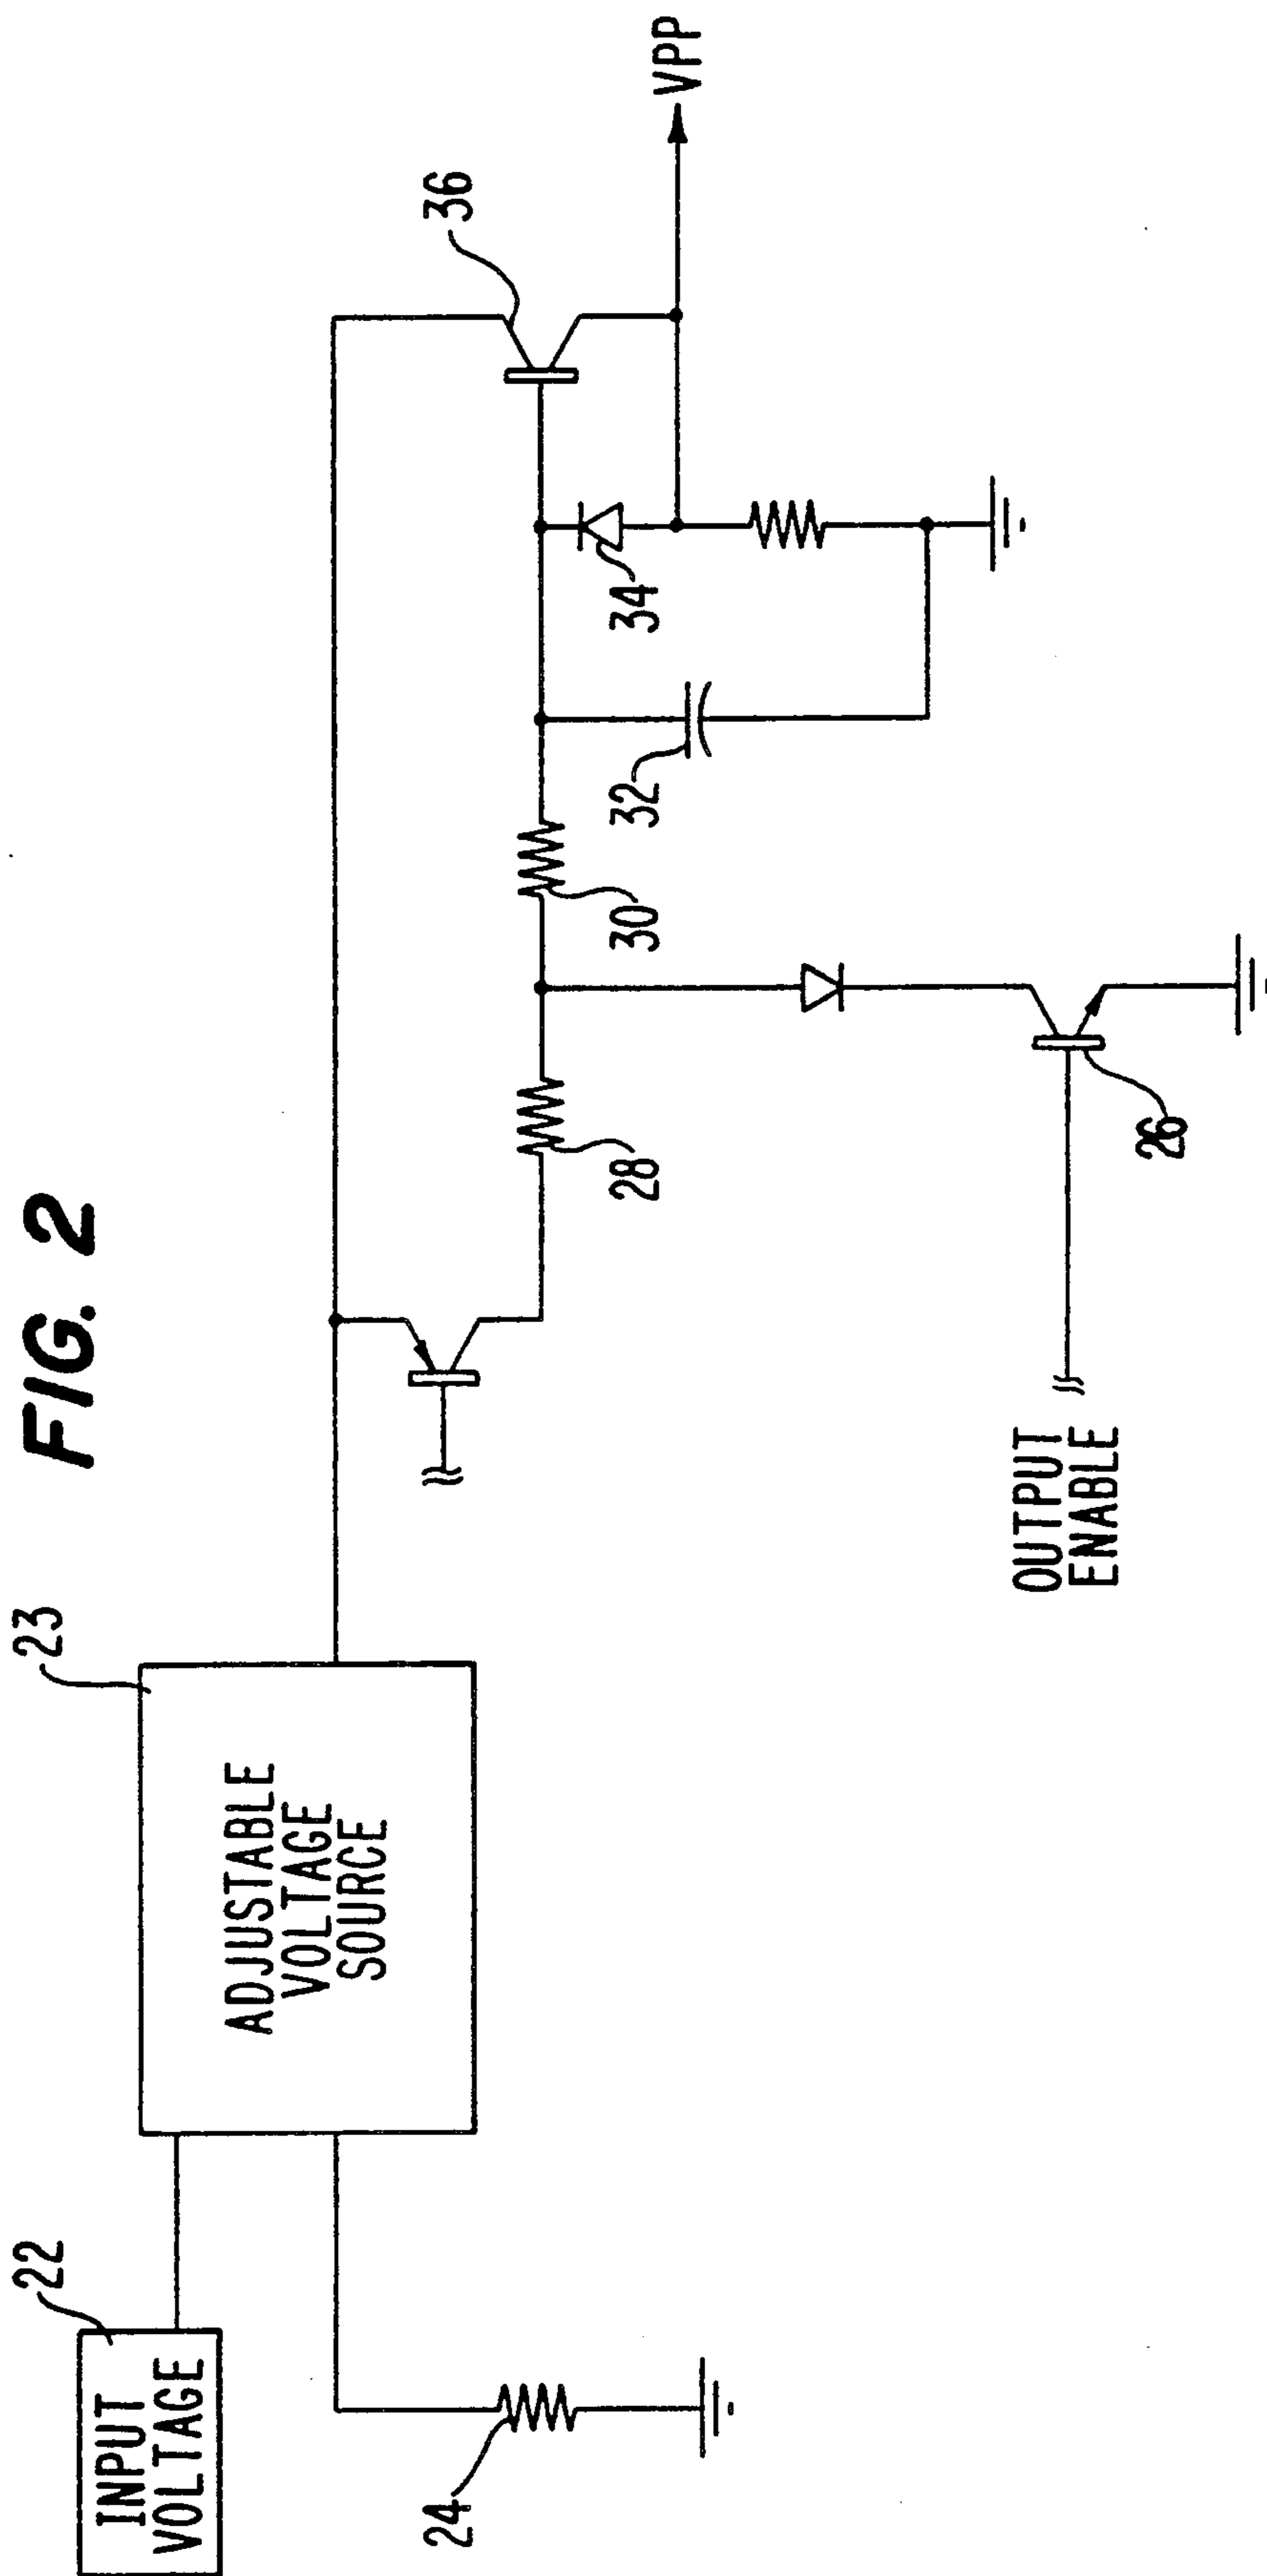 FIG. 2
INPUT
VOLTAGE
22
23
ADJUSTABLE
VOLTAGE
SOURCE
24
36
VPP
28
30
32
34
OUTPUT
ENABLE
26